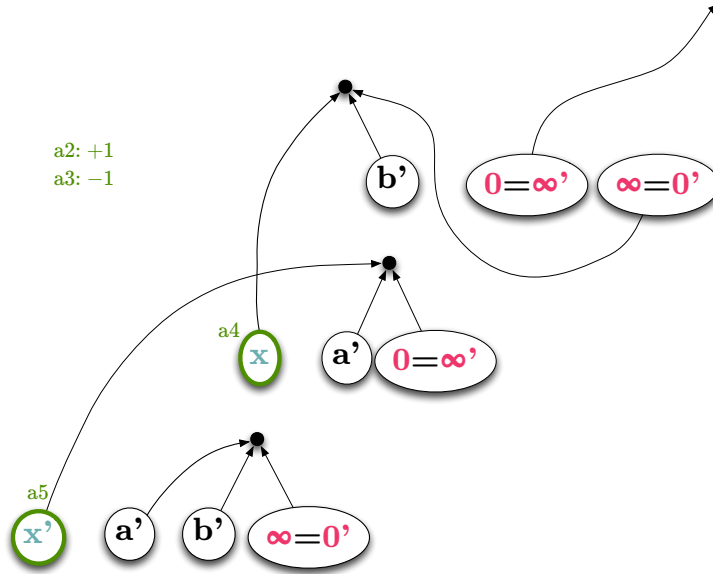 a2: +1
a3: −1
b'
0=∞'
∞=0'
a4
x
a'
0=∞'
a5
x'
a'
b'
∞=0'